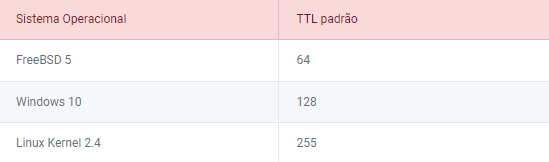 Sistema Operacional TTL padrão
FreeBSD 5 64
Windows 10 128
Linux Kernel 2.4 255